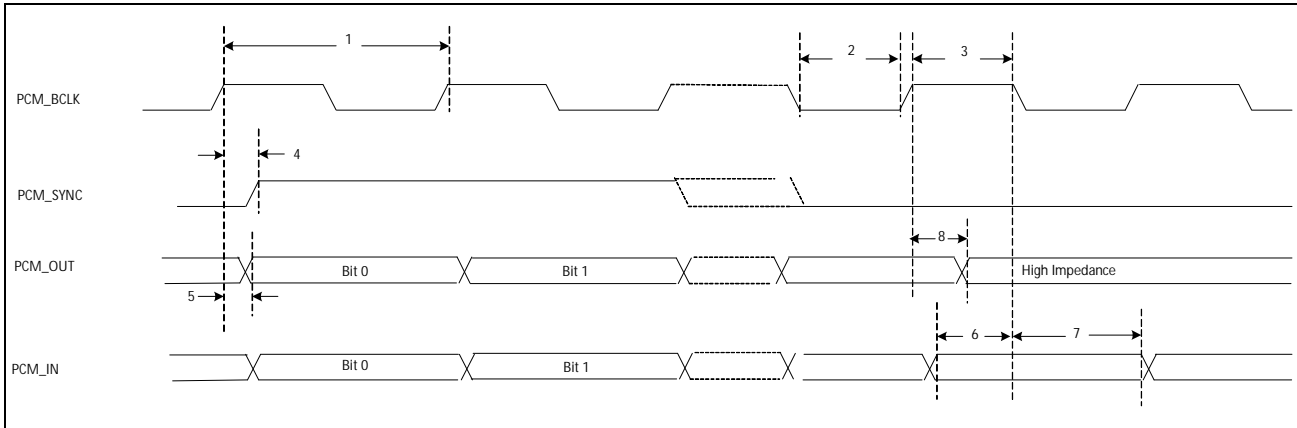 1
2
3
PCM_BCLK
4
PCM_SYNC
8
PCM_OUT
Bit 0
Bit 1
High Impedance
5
6
7
PCM_IN
Bit 0
Bit 1